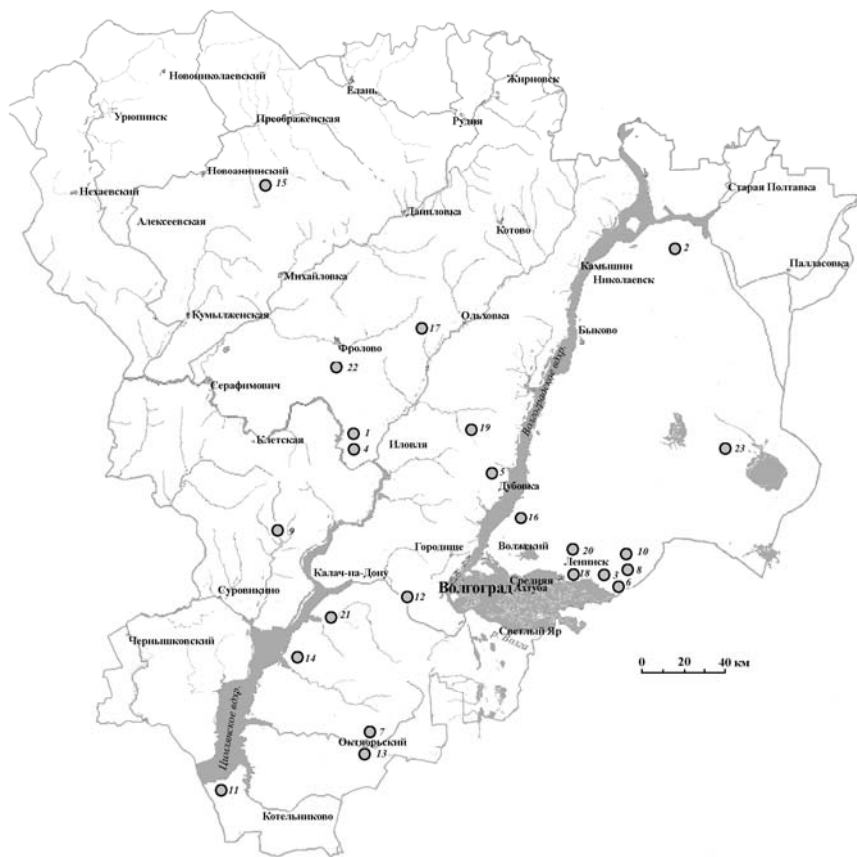 Новониколаевский
Жирновск
Елань
Урюпинск
Преображенская
Рудня
Новоаннинский
15
Нехаевский
Старая Полтавка
Алексеевская
Даниловка
Котово
2
Камышин
Палласовка
Михайловка
Николаевск
Кумылженская
Ольховка
17
Быково
Фролово
22
Серафимович
Волгоградское вдхр.
Клетская
1
19
Иловля
4
23
5
Дубовка
16
9
Городище
Волжский
20
10
Ленинск
Калач-на-Дону
8
Средняя
18
3
Суровикино
Волгоград
Ахтуба
6
12
21
Светлый Яр
Чернышковский
р. Волга
14
0
20
40 км
Цимлянское вдхр.
7
Октябрьский
13
11
Котельниково